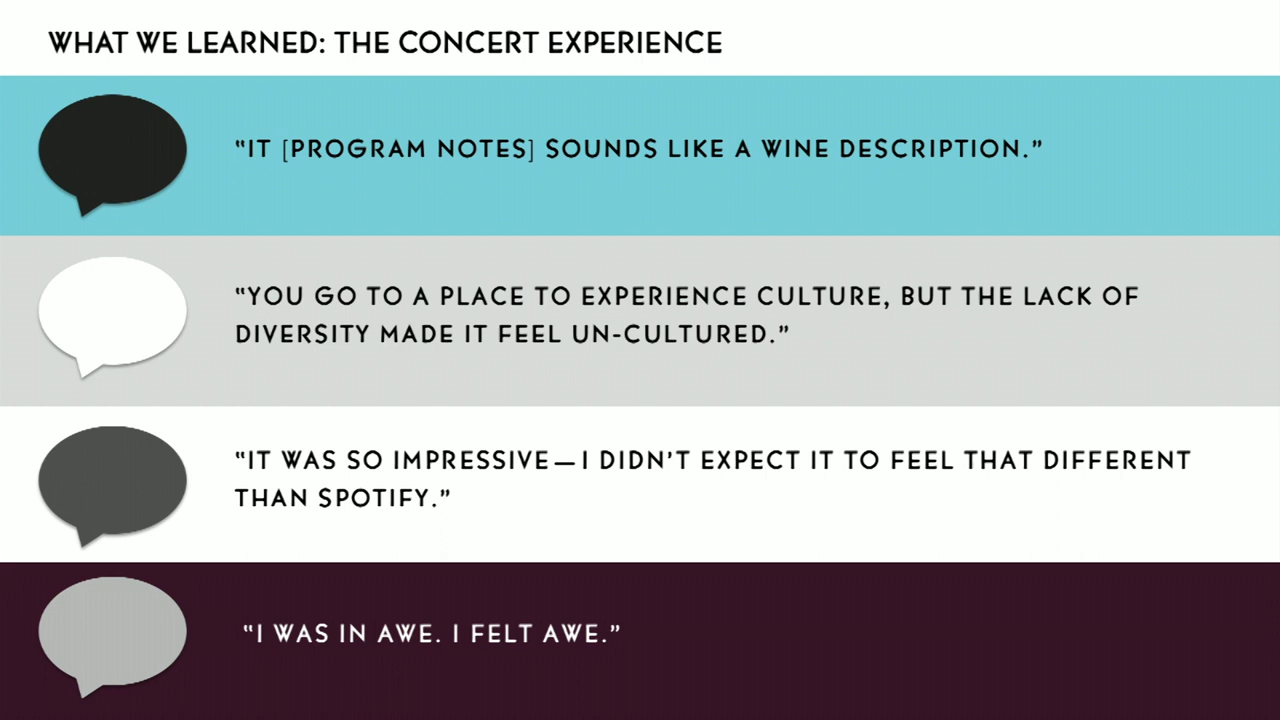 WHAT WE LEARNED: THE CONCERT EXPERIENCE
“IT [PROGRAM NOTES] SOUNDS LIKE A WINE DESCRIPTION.”
“YOU GO TO A PLACE TO EXPERIENCE CULTURE, BUT THE LACK OF
DIVERSITY MADE IT FEEL UN-CULTURED.”
“IT WAS SO IMPRESSIVE—I DIDN’T EXPECT IT TO FEEL THAT DIFFERENT
THAN SPOTIFY.”
“I WAS IN AWE. I FELT AWE.”